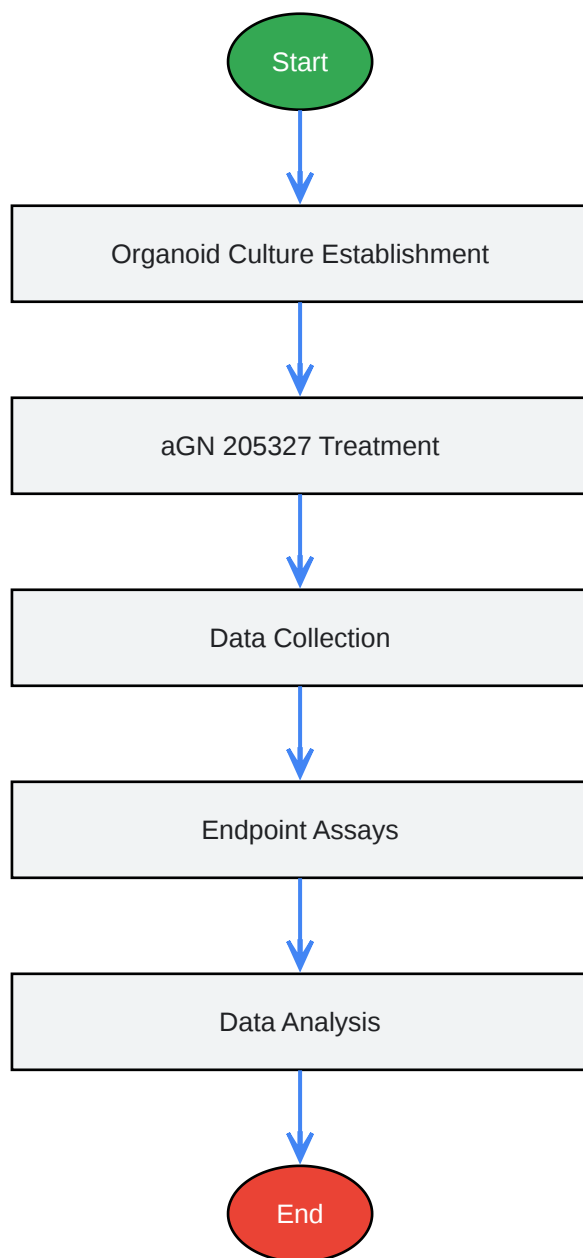 Start
Organoid Culture Establishment
aGN 205327 Treatment
Data Collection
Endpoint Assays
Data Analysis
End